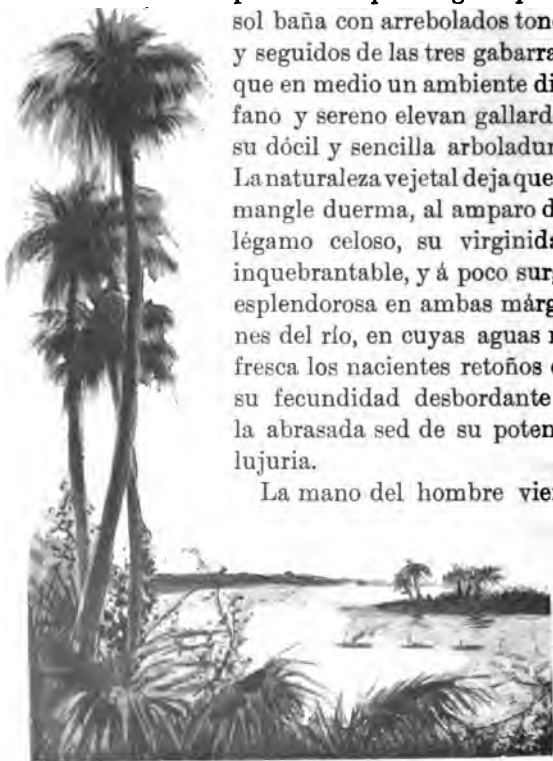 sol baña con arrebolados ton
y seguidos de las tres gabarra
que en medio un ambiente di
fano y sereno elevan gallard
su dócil y sencilla arboladur
La naturaleza vejetal deja que
mangle duerma, al amparo d
légamo celoso, su virginida
inquebrantable, y á poco surg
esplendorosa en ambas márg
nes del río, en cuyas aguas r
fresca los nacientes retoños
su fecundidad desbordante
la abrasada sed de su poten
lujuria.
La mano del hombre vie